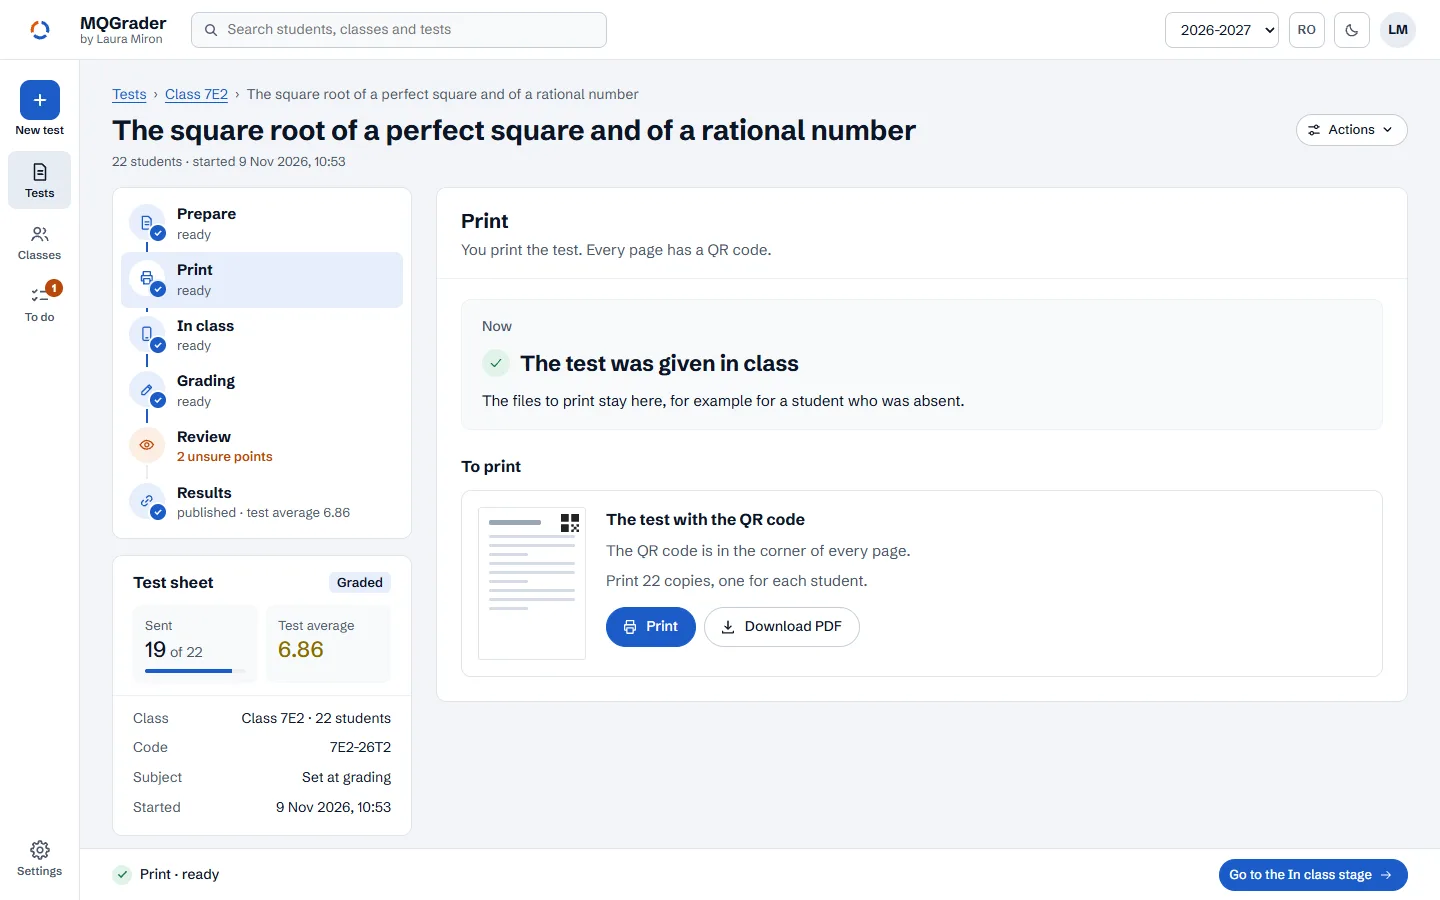 MQGrader
by Laura Miron
Search students, classes and tests
2026-2027
RO
LM
New test
Tests
Classes
1
To do
Settings
Tests › Class 7E2 › The square root of a perfect square and of a rational number
The square root of a perfect square and of a rational number
22 students · started 9 Nov 2026, 10:53
Actions
Prepare
ready
Print
ready
In class
ready
Grading
ready
Review
2 unsure points
Results
published · test average 6.86
Test sheet
Graded
Sent
19 of 22
Test average
6.86
Class
Class 7E2 · 22 students
Code
7E2-26T2
Subject
Set at grading
Started
9 Nov 2026, 10:53
Print
You print the test. Every page has a QR code.
Now
The test was given in class
The files to print stay here, for example for a student who was absent.
To print
The test with the QR code
The QR code is in the corner of every page.
Print 22 copies, one for each student.
Print
Download PDF
Print · ready
Go to the In class stage →